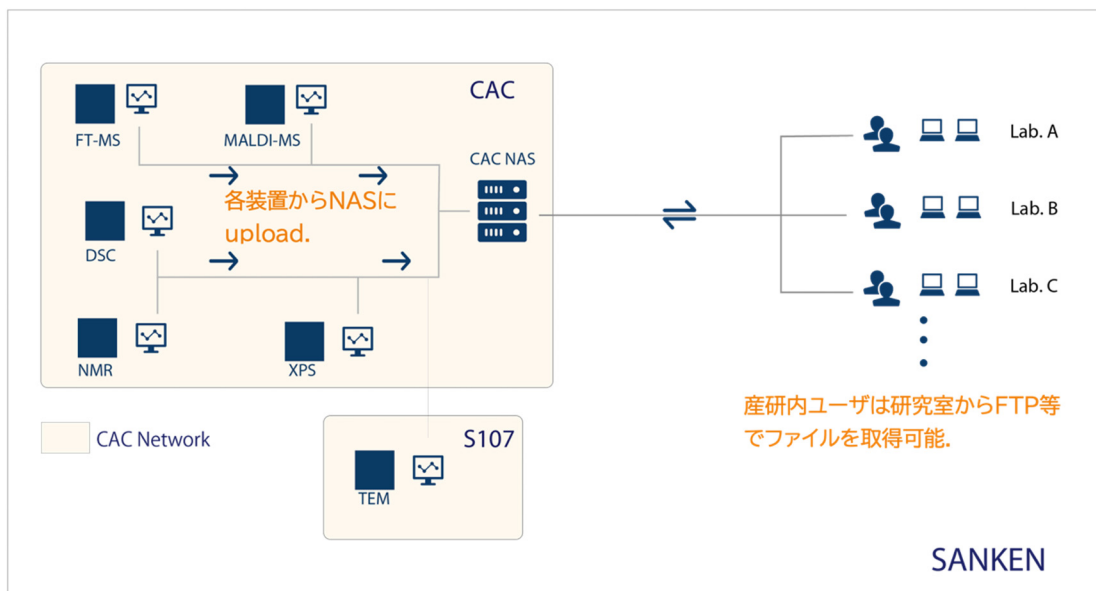 CAC
FT-MS
MALDI-MS
CAC NAS
各装置からNASに
upload.
DSC
NMR
XPS
CAC Network
S107
TEM
Lab. A
Lab. B
Lab. C
産研内ユーザは研究室からFTP等
でファイルを取得可能.
SANKEN